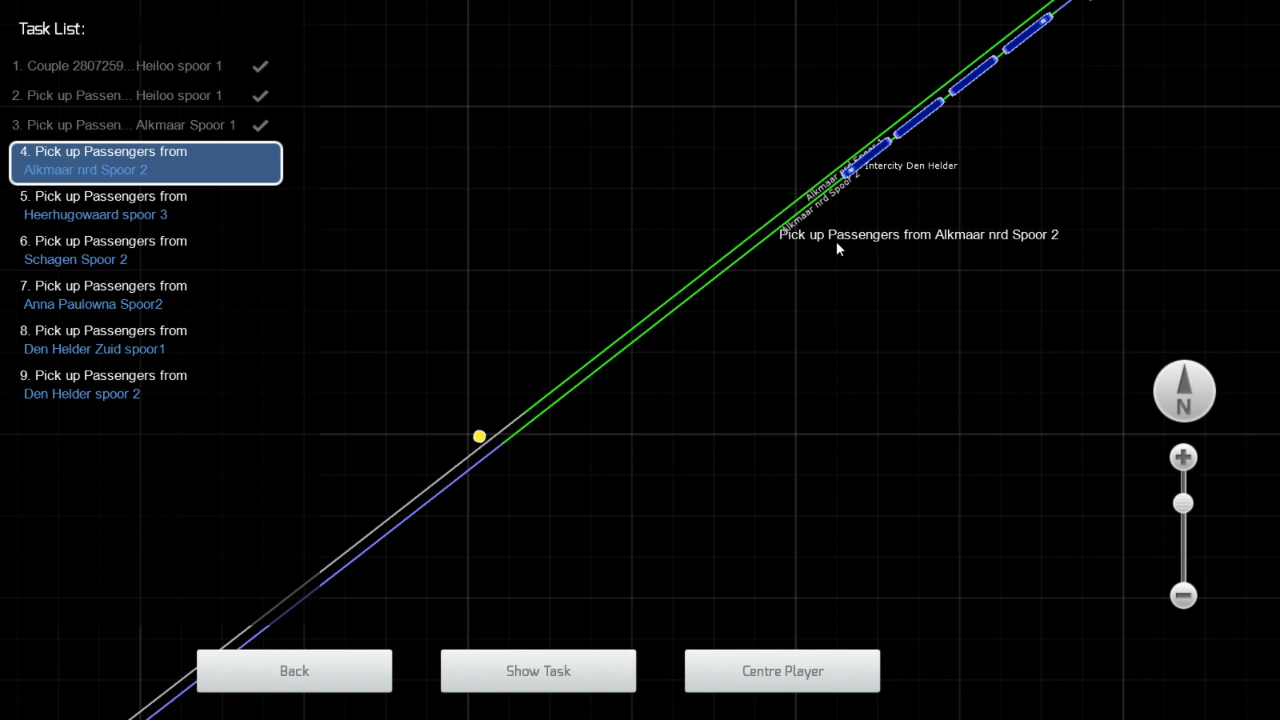 Task List:
1. Couple 2807259...Heiloo spoor 1
2. Pick up Passen... Heiloo spoor 1
3. Pick up Passen... Alkmaar Spoor 1
4. Pick up Passengers from
Alkmaar nrd Spoor 2
5. Pick up Passengers from
Heerhugowaard spoor 3
6. Pick up Passengers from
Schagen Spoor 2
7. Pick up Passengers from
Anna Paulowna Spoor2
8. Pick up Passengers from
Den Helder Zuid spoor1
9. Pick up Passengers from
Den Helder spoor 2
Intercity Den Helder
Alkmaar nrd Spoor 1
Alkmaar nrd Spoor 2
Pick up Passengers from Alkmaar nrd Spoor 2
N
Back
Show Task
Centre Player